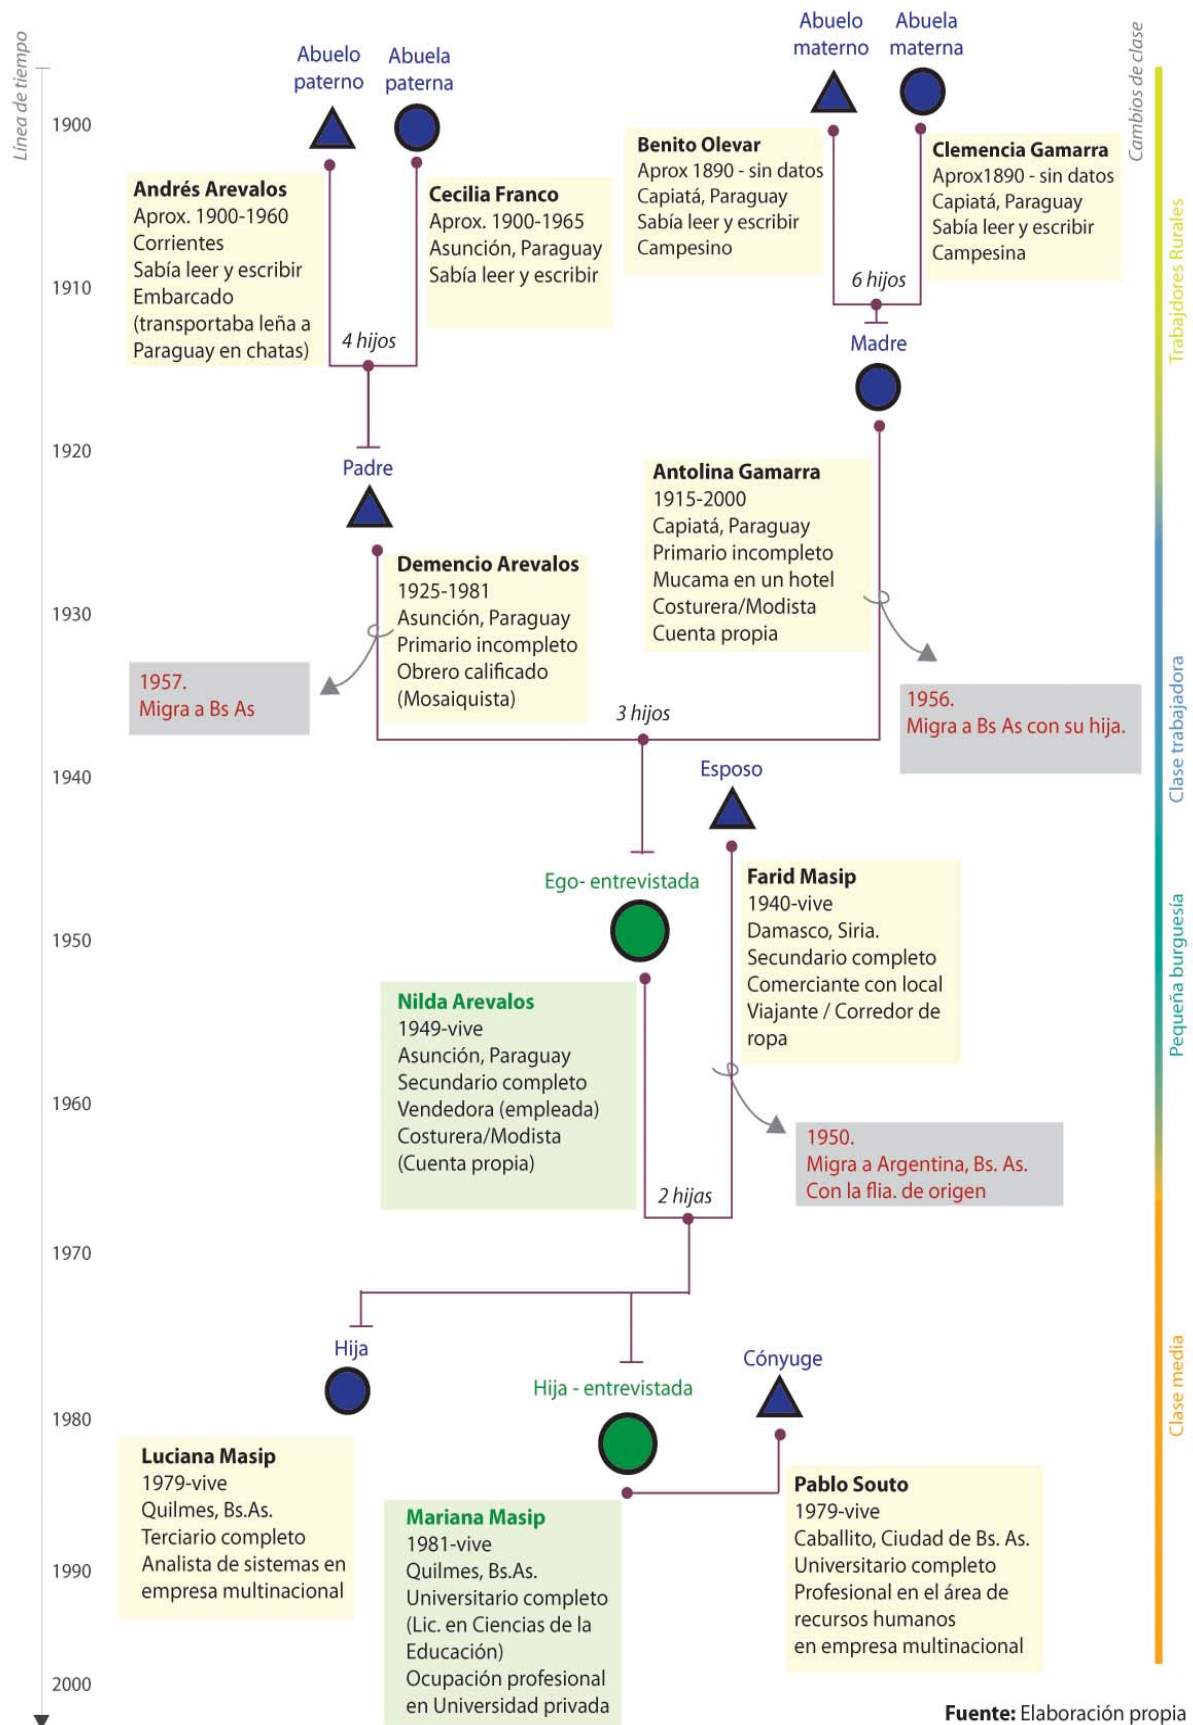 Línea de tiempo
1900
1910
1920
1930
1940
1950
1960
1970
1980
1990
2000
Abuelo
paterno
Abuela
paterna
Abuelo
materno
Abuela
materna
Andrés Arevalos
Aprox. 1900-1960
Corrientes
Sabía leer y escribir
Embarcado
(transportaba leña a
Paraguay en chatas)
Cecilia Franco
Aprox. 1900-1965
Asunción, Paraguay
Sabía leer y escribir
4 hijos
Benito Olevar
Aprox 1890 - sin datos
Capiatá, Paraguay
Sabía leer y escribir
Campesino
Clemencia Gamarra
Aprox1890 - sin datos
Capiatá, Paraguay
Sabía leer y escribir
Campesina
6 hijos
Padre
Madre
Demencio Arevalos
1925-1981
Asunción, Paraguay
Primario incompleto
Obrero calificado
(Mosaiquista)
1957.
Migra a Bs As
Antolina Gamarra
1915-2000
Capiatá, Paraguay
Primario incompleto
Mucama en un hotel
Costurera/Modista
Cuenta propia
1956.
Migra a Bs As con su hija.
3 hijos
Esposo
Ego- entrevistada
Farid Masip
1940-vive
Damasco, Siria.
Secundario completo
Comerciante con local
Viajante / Corredor de
ropa
Nilda Arevalos
1949-vive
Asunción, Paraguay
Secundario completo
Vendedora (empleada)
Costurera/Modista
(Cuenta propia)
1950.
Migra a Argentina, Bs. As.
Con la flia. de origen
2 hijas
Hija
Hija - entrevistada
Cónyuge
Luciana Masip
1979-vive
Quilmes, Bs.As.
Terciario completo
Analista de sistemas en
empresa multinacional
Mariana Masip
1981-vive
Quilmes, Bs.As.
Universitario completo
(Lic. en Ciencias de la
Educación)
Ocupación profesional
en Universidad privada
Pablo Souto
1979-vive
Caballito, Ciudad de Bs. As.
Universitario completo
Profesional en el área de
recursos humanos
en empresa multinacional
Cambios de clase
Trabajdores Rurales
Clase trabajadora
Pequeña burguesía
Clase media
Fuente: Elaboración propia